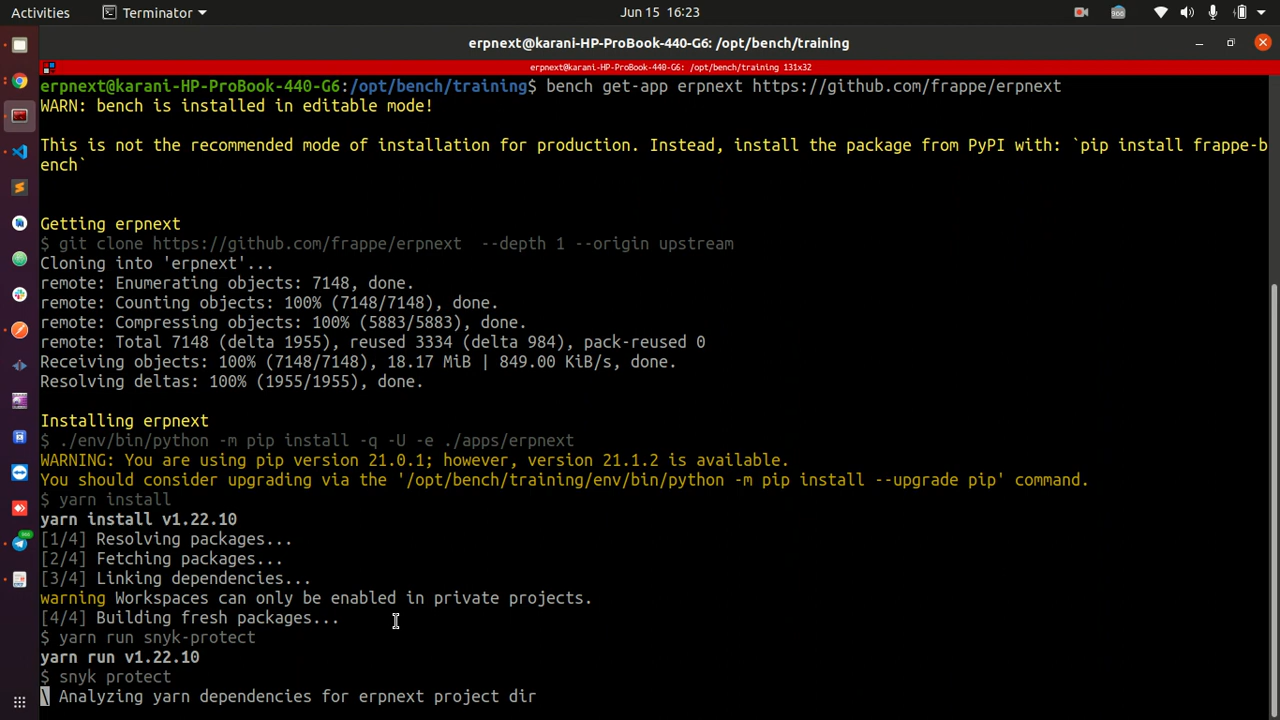 Activities
Terminator
Jun 15 16:23
erpnext@karani-HP-ProBook-440-G6: /opt/bench/training
erpnext@karani-HP-ProBook-440-G6: /opt/bench/training 131x32
erpnext@karani-HP-ProBook-440-G6:/opt/bench/training$ bench get-app erpnext https://github.com/frappe/erpnext
WARN: bench is installed in editable mode!
This is not the recommended mode of installation for production. Instead, install the package from PyPI with: `pip install frappe-b
ench`
Getting erpnext
$ git clone https://github.com/frappe/erpnext  --depth 1 --origin upstream
Cloning into 'erpnext'...
remote: Enumerating objects: 7148, done.
remote: Counting objects: 100% (7148/7148), done.
remote: Compressing objects: 100% (5883/5883), done.
remote: Total 7148 (delta 1955), reused 3334 (delta 984), pack-reused 0
Receiving objects: 100% (7148/7148), 18.17 MiB | 849.00 KiB/s, done.
Resolving deltas: 100% (1955/1955), done.
Installing erpnext
$ ./env/bin/python -m pip install -q -U -e ./apps/erpnext
WARNING: You are using pip version 21.0.1; however, version 21.1.2 is available.
You should consider upgrading via the '/opt/bench/training/env/bin/python -m pip install --upgrade pip' command.
$ yarn install
yarn install v1.22.10
[1/4] Resolving packages...
[2/4] Fetching packages...
[3/4] Linking dependencies...
warning Workspaces can only be enabled in private projects.
[4/4] Building fresh packages...
$ yarn run snyk-protect
yarn run v1.22.10
$ snyk protect
\ Analyzing yarn dependencies for erpnext project dir